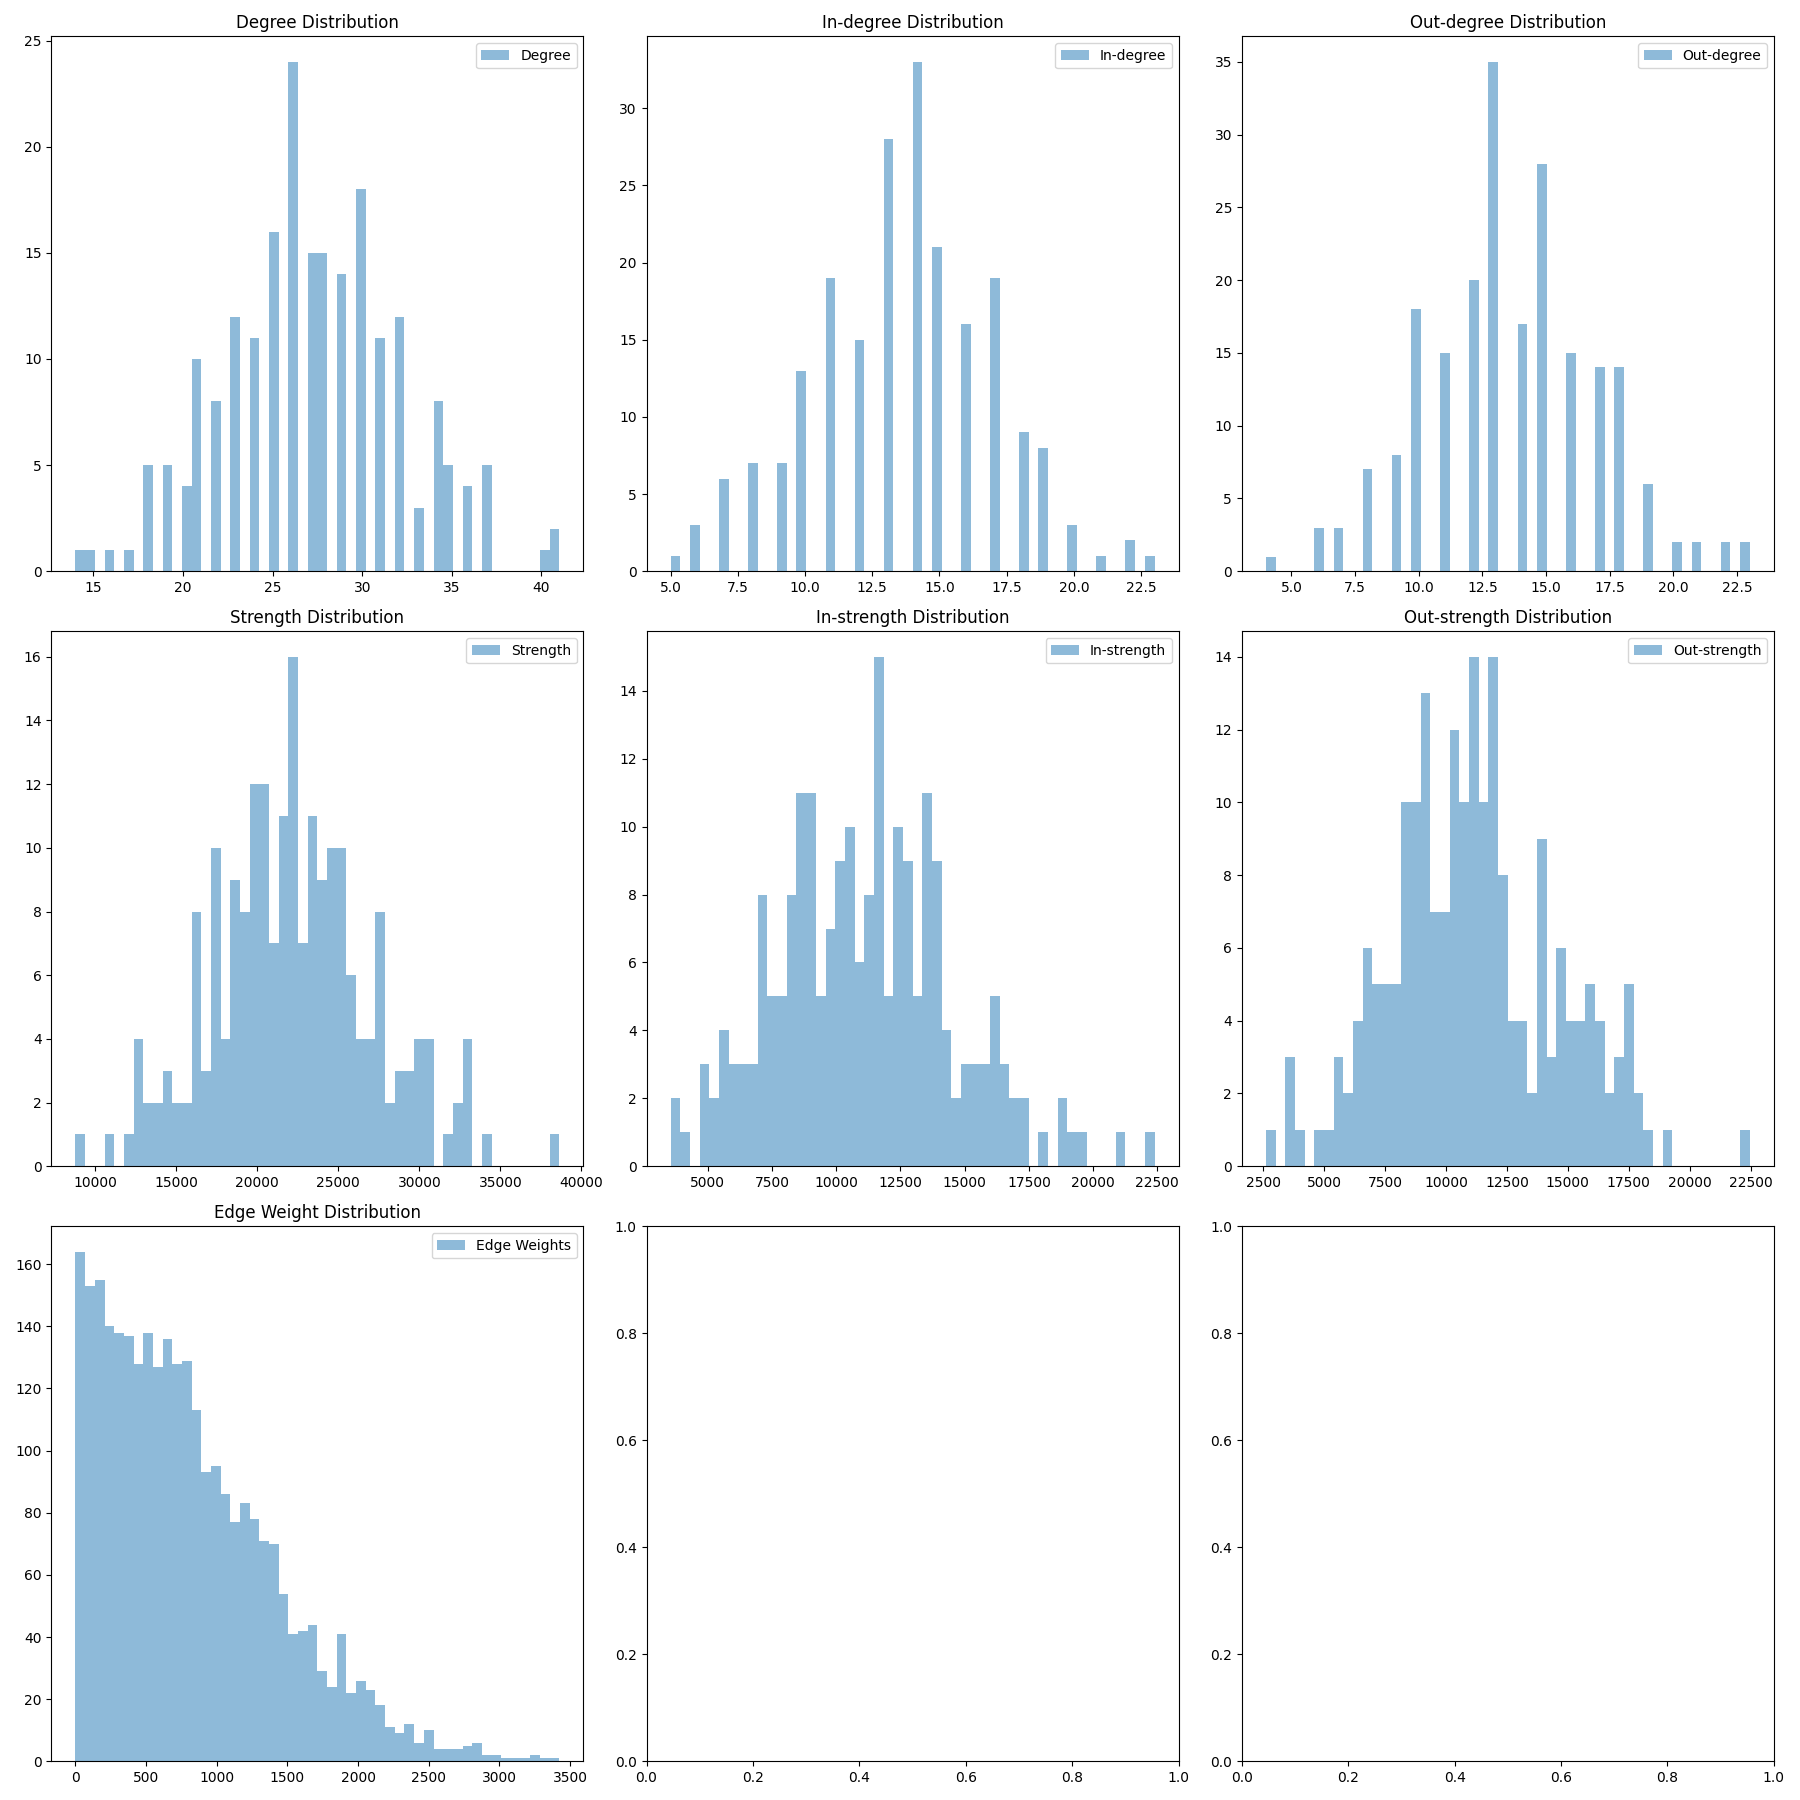 Degree Distribution
Degree
25
20
15
10
5
0
15 20 25 30 35 40
In-degree Distribution
In-degree
30
25
20
15
10
5
0
5.0 7.5 10.0 12.5 15.0 17.5 20.0 22.5
Out-degree Distribution
Out-degree
35
30
25
20
15
10
5
0
5.0 7.5 10.0 12.5 15.0 17.5 20.0 22.5
Strength Distribution
Strength
16
14
12
10
8
6
4
2
0
10000 15000 20000 25000 30000 35000 40000
In-strength Distribution
In-strength
14
12
10
8
6
4
2
0
5000 7500 10000 12500 15000 17500 20000 22500
Out-strength Distribution
Out-strength
14
12
10
8
6
4
2
0
2500 5000 7500 10000 12500 15000 17500 20000 22500
Edge Weight Distribution
Edge Weights
160
140
120
100
80
60
40
20
0
0 500 1000 1500 2000 2500 3000 3500
1.0
0.8
0.6
0.4
0.2
0.0
0.0 0.2 0.4 0.6 0.8 1.0
1.0
0.8
0.6
0.4
0.2
0.0
0.0 0.2 0.4 0.6 0.8 1.0